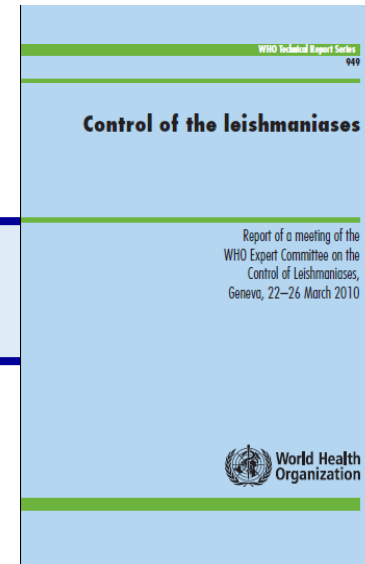 WHO Technical Report Series
949
Control of the leishmaniases
Report of a meeting of the
WHO Expert Committee on the
Control of Leishmaniases,
Geneva, 22–26 March 2010
World Health
Organization